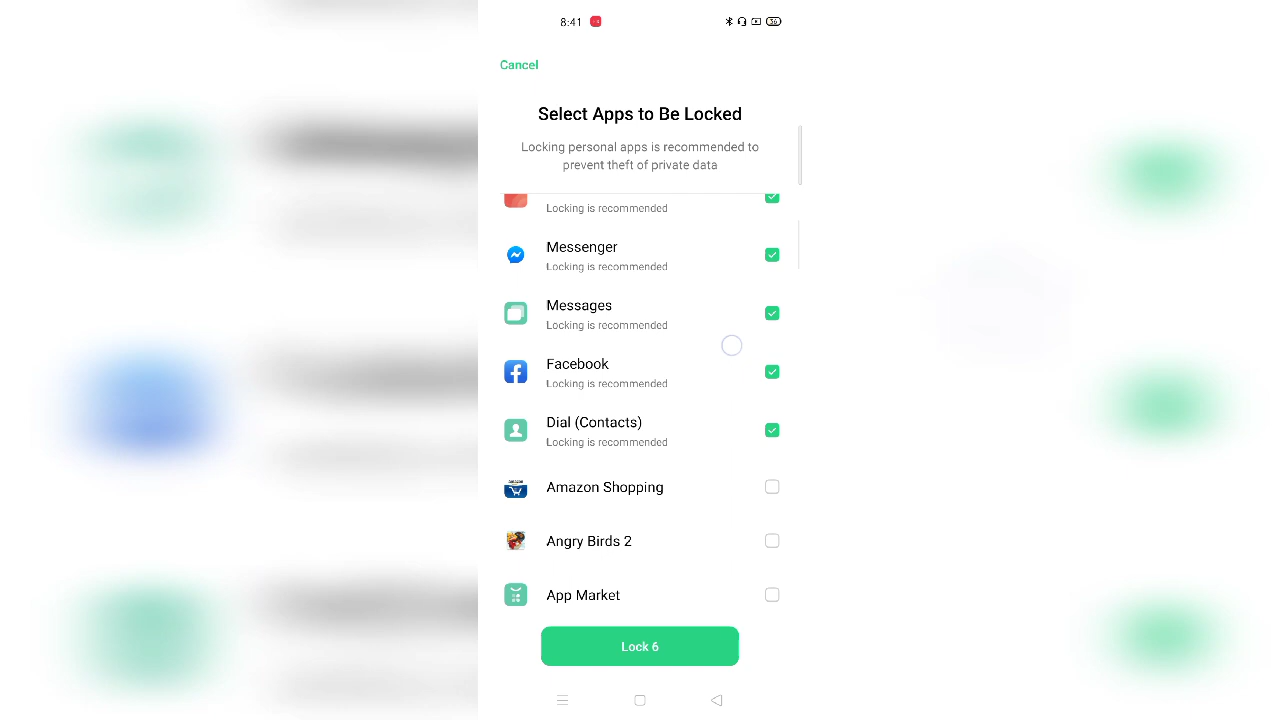 8:41
56
Cancel
Select Apps to Be Locked
Locking personal apps is recommended to
prevent theft of private data
Locking is recommended
Messenger
Locking is recommended
Messages
Locking is recommended
Facebook
Locking is recommended
Dial (Contacts)
Locking is recommended
Amazon Shopping
Angry Birds 2
App Market
Lock 6